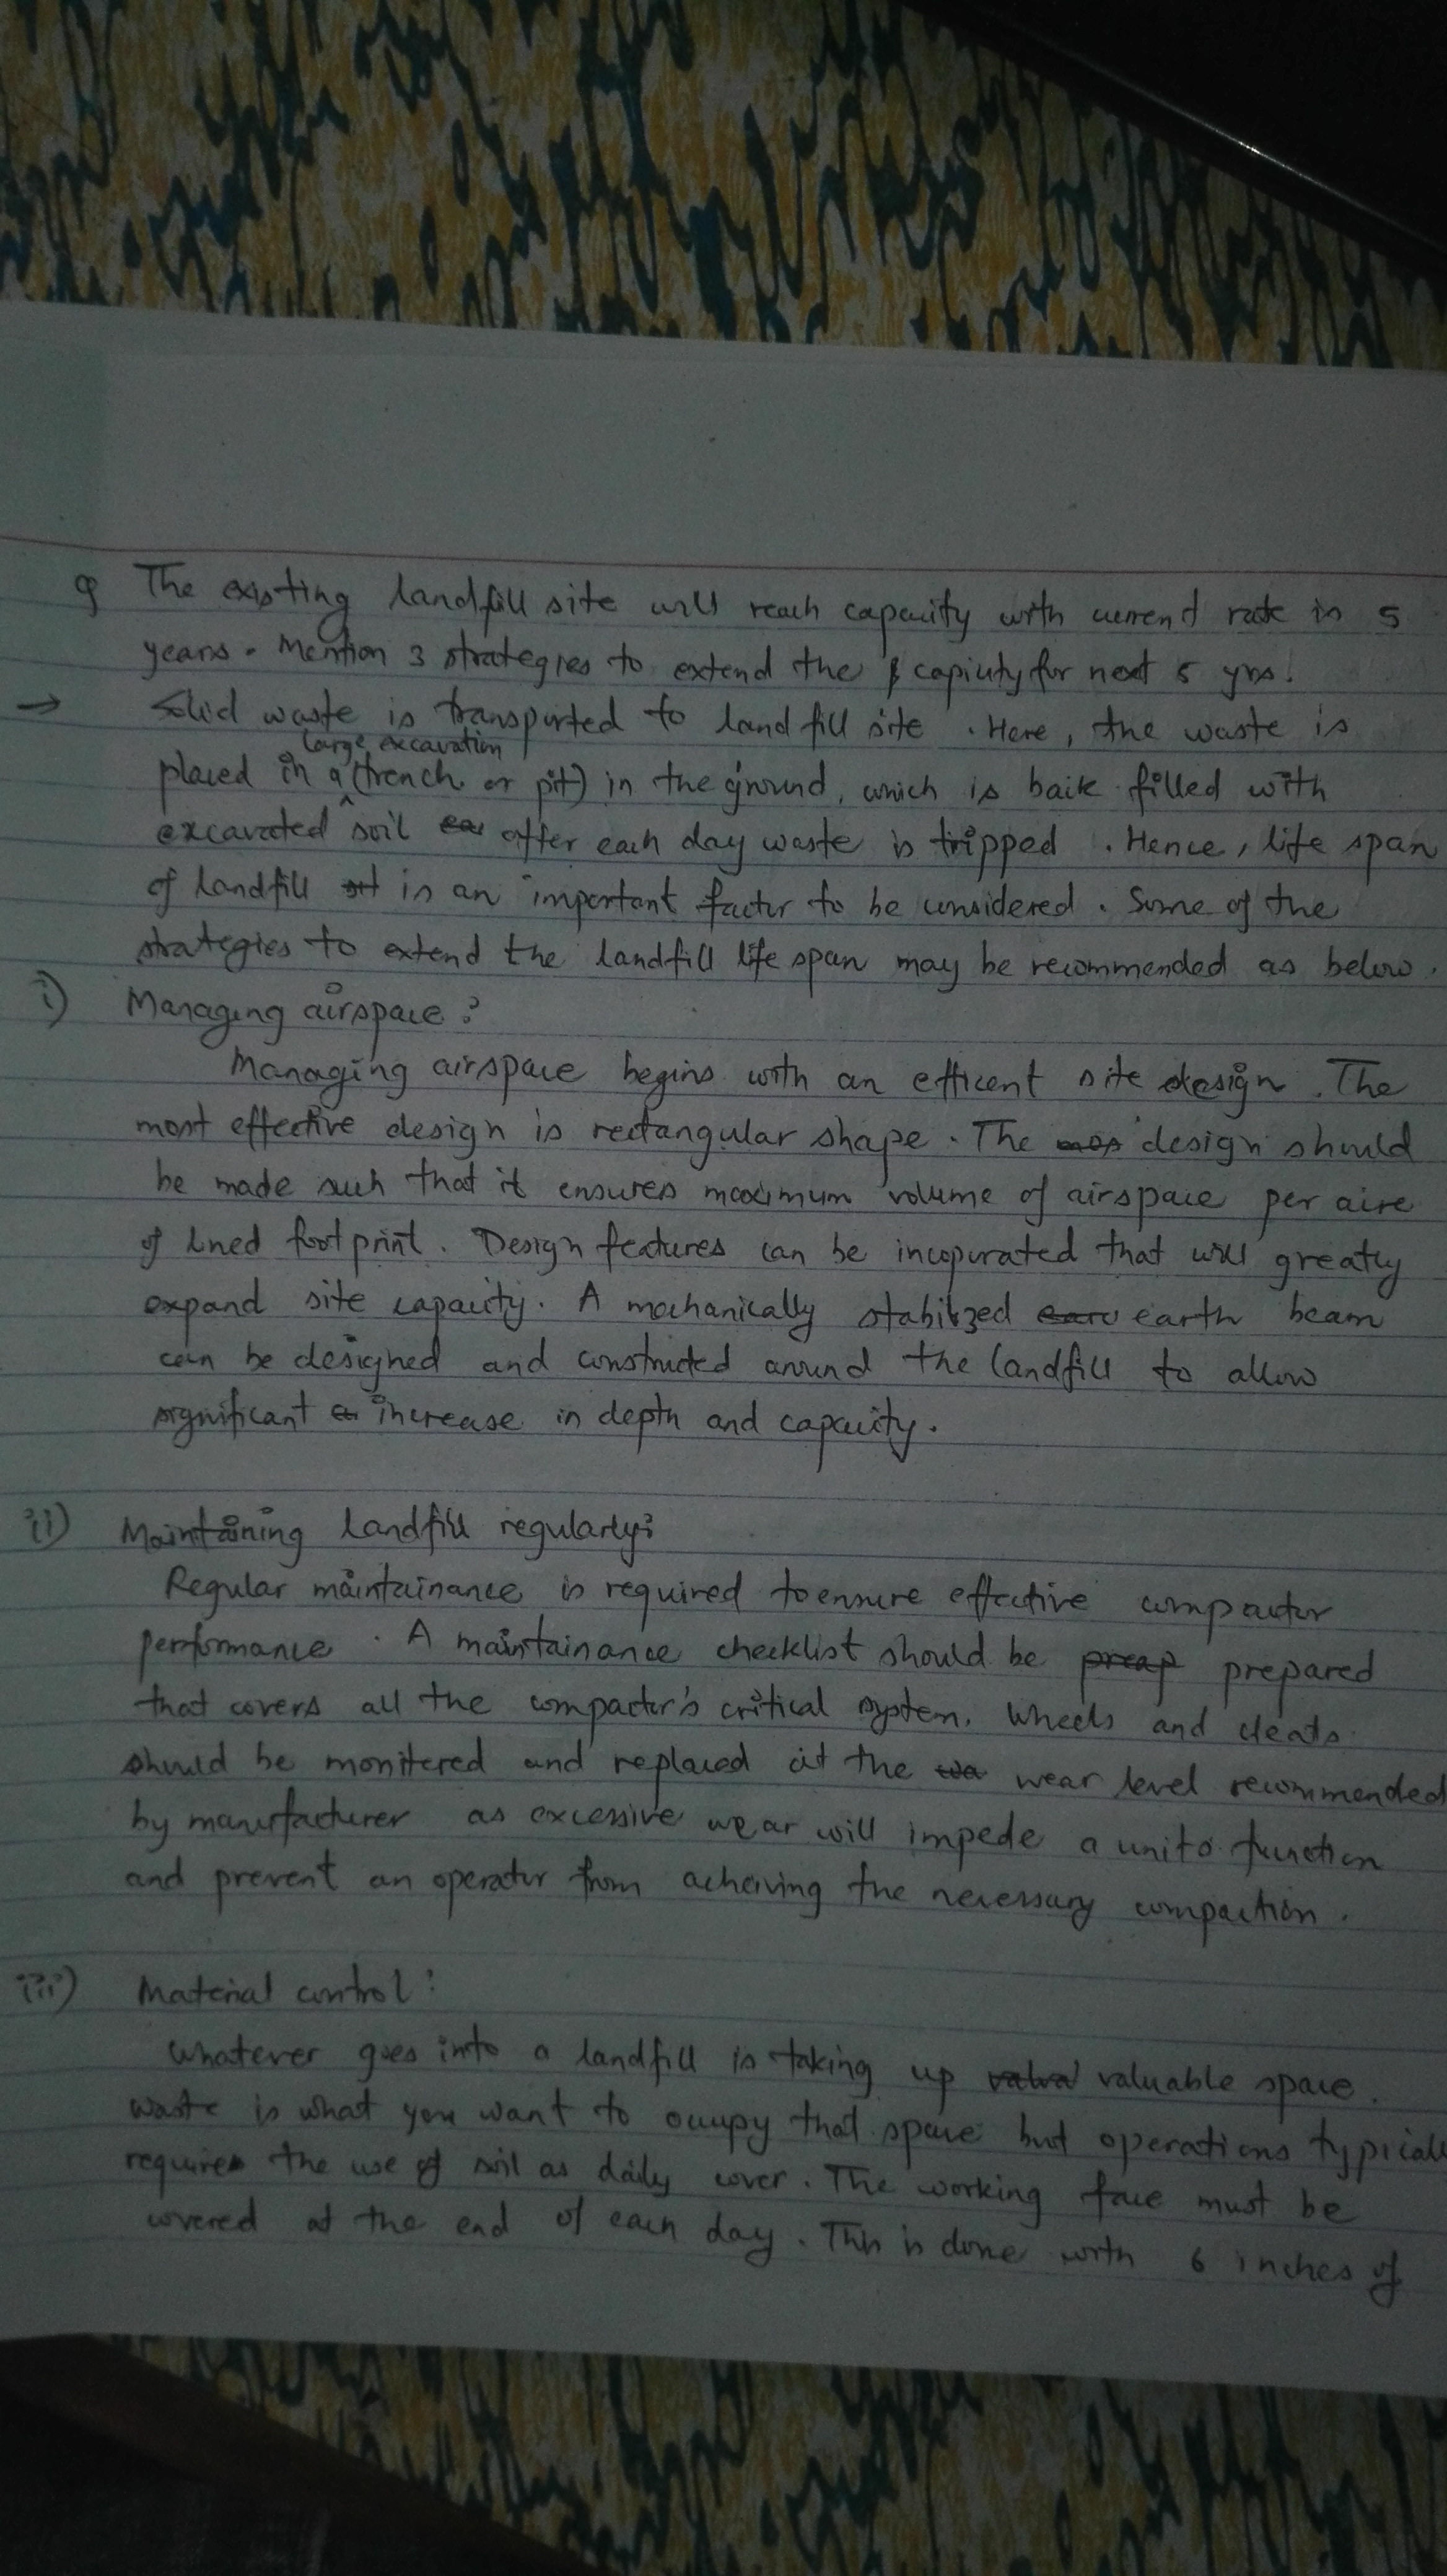 Q The existing landfill site will reach capacity with current rate in 5
years. Mention 3 strategies to extend the capicity for next 5 yrs.
→ Solid waste is transported to land fill site. Here, the waste is
large excavation
placed in a (trench or pit) in the ground, which is back filled with
excavated soil after each day waste is tripped. Hence, life span
of landfill is an important factor to be considered. Some of the
strategies to extend the landfill life span may be recommended as below.
i) Managing airspace:
Managing airspace begins with an efficent site design. The
most effective design is rectangular shape. The design should
be made such that it ensures maximum volume of airspace per acre
of lined foot print. Design features can be incoporated that will greatly
expand site capacity. A mechanically stabilized earth beam
can be designed and constructed around the landfill to allow
significant increase in depth and capacity.
ii) Maintaining landfill regularly:
Regular maintainance is required to ensure effective compactor
performance. A maintainance checklist should be prepared
that covers all the compactor's critical system. Wheels and cleats
should be monitered and replaced at the wear level recommended
by manufacturer as excessive wear will impede a unit's function
and prevent an operator from acheiving the necessary compaction.
iii) Material control:
Whatever goes into a landfill is taking up valuable space.
Waste is what you want to occupy that space but operations typicall
requires the use of soil as daily cover. The working face must be
covered at the end of each day. This is done with 6 inches of